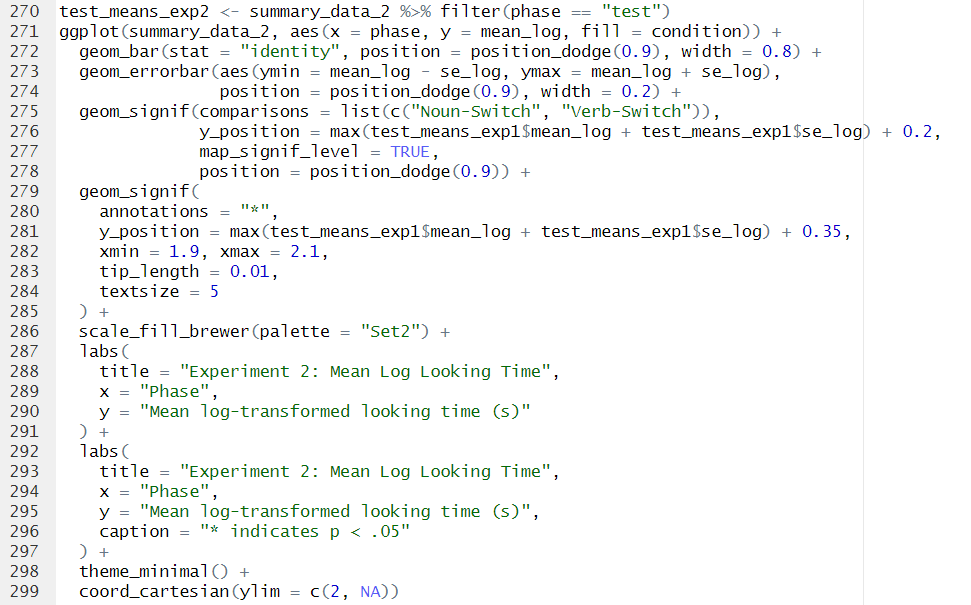 270 test_means_exp2 <- summary_data_2 %>% filter(phase == "test")
271 ggplot(summary_data_2, aes(x = phase, y = mean_log, fill = condition)) +
272   geom_bar(stat = "identity", position = position_dodge(0.9), width = 0.8) +
273   geom_errorbar(aes(ymin = mean_log - se_log, ymax = mean_log + se_log),
274                 position = position_dodge(0.9), width = 0.2) +
275   geom_signif(comparisons = list(c("Noun-Switch", "Verb-Switch")),
276               y_position = max(test_means_exp1$mean_log + test_means_exp1$se_log) + 0.2,
277               map_signif_level = TRUE,
278               position = position_dodge(0.9)) +
279   geom_signif(
280     annotations = "*",
281     y_position = max(test_means_exp1$mean_log + test_means_exp1$se_log) + 0.35,
282     xmin = 1.9, xmax = 2.1,
283     tip_length = 0.01,
284     textsize = 5
285   ) +
286   scale_fill_brewer(palette = "Set2") +
287   labs(
288     title = "Experiment 2: Mean Log Looking Time",
289     x = "Phase",
290     y = "Mean log-transformed looking time (s)"
291   ) +
292   labs(
293     title = "Experiment 2: Mean Log Looking Time",
294     x = "Phase",
295     y = "Mean log-transformed looking time (s)",
296     caption = "* indicates p < .05"
297   ) +
298   theme_minimal() +
299   coord_cartesian(ylim = c(2, NA))